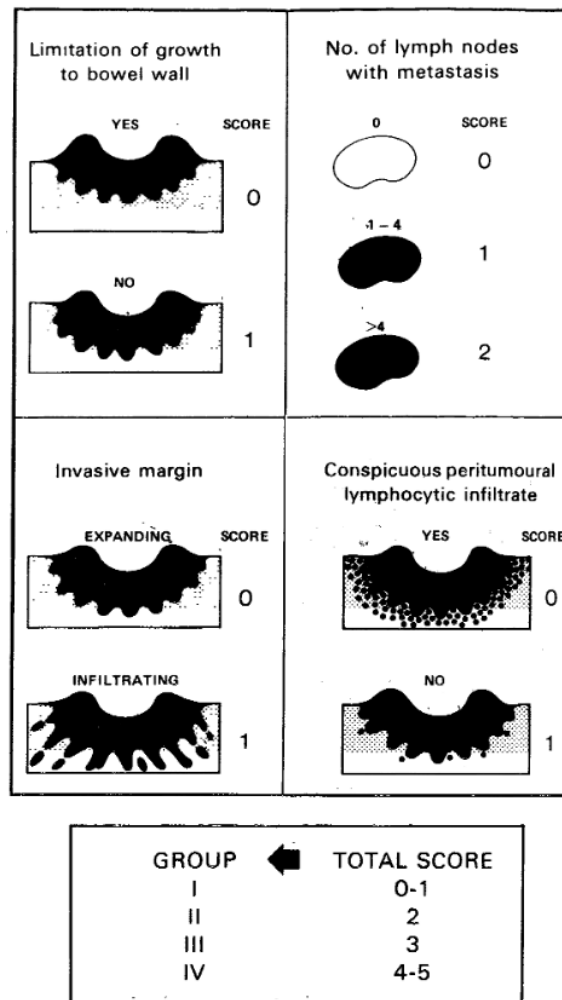 Limitation of growth
to bowel wall
YES SCORE
0
NO
1
No. of lymph nodes
with metastasis
0 SCORE
0
1 – 4
1
>4
2
Invasive margin
EXPANDING SCORE
0
INFILTRATING
1
Conspicuous peritumoural
lymphocytic infiltrate
YES SCORE
0
NO
1
GROUP TOTAL SCORE
I 0-1
II 2
III 3
IV 4-5